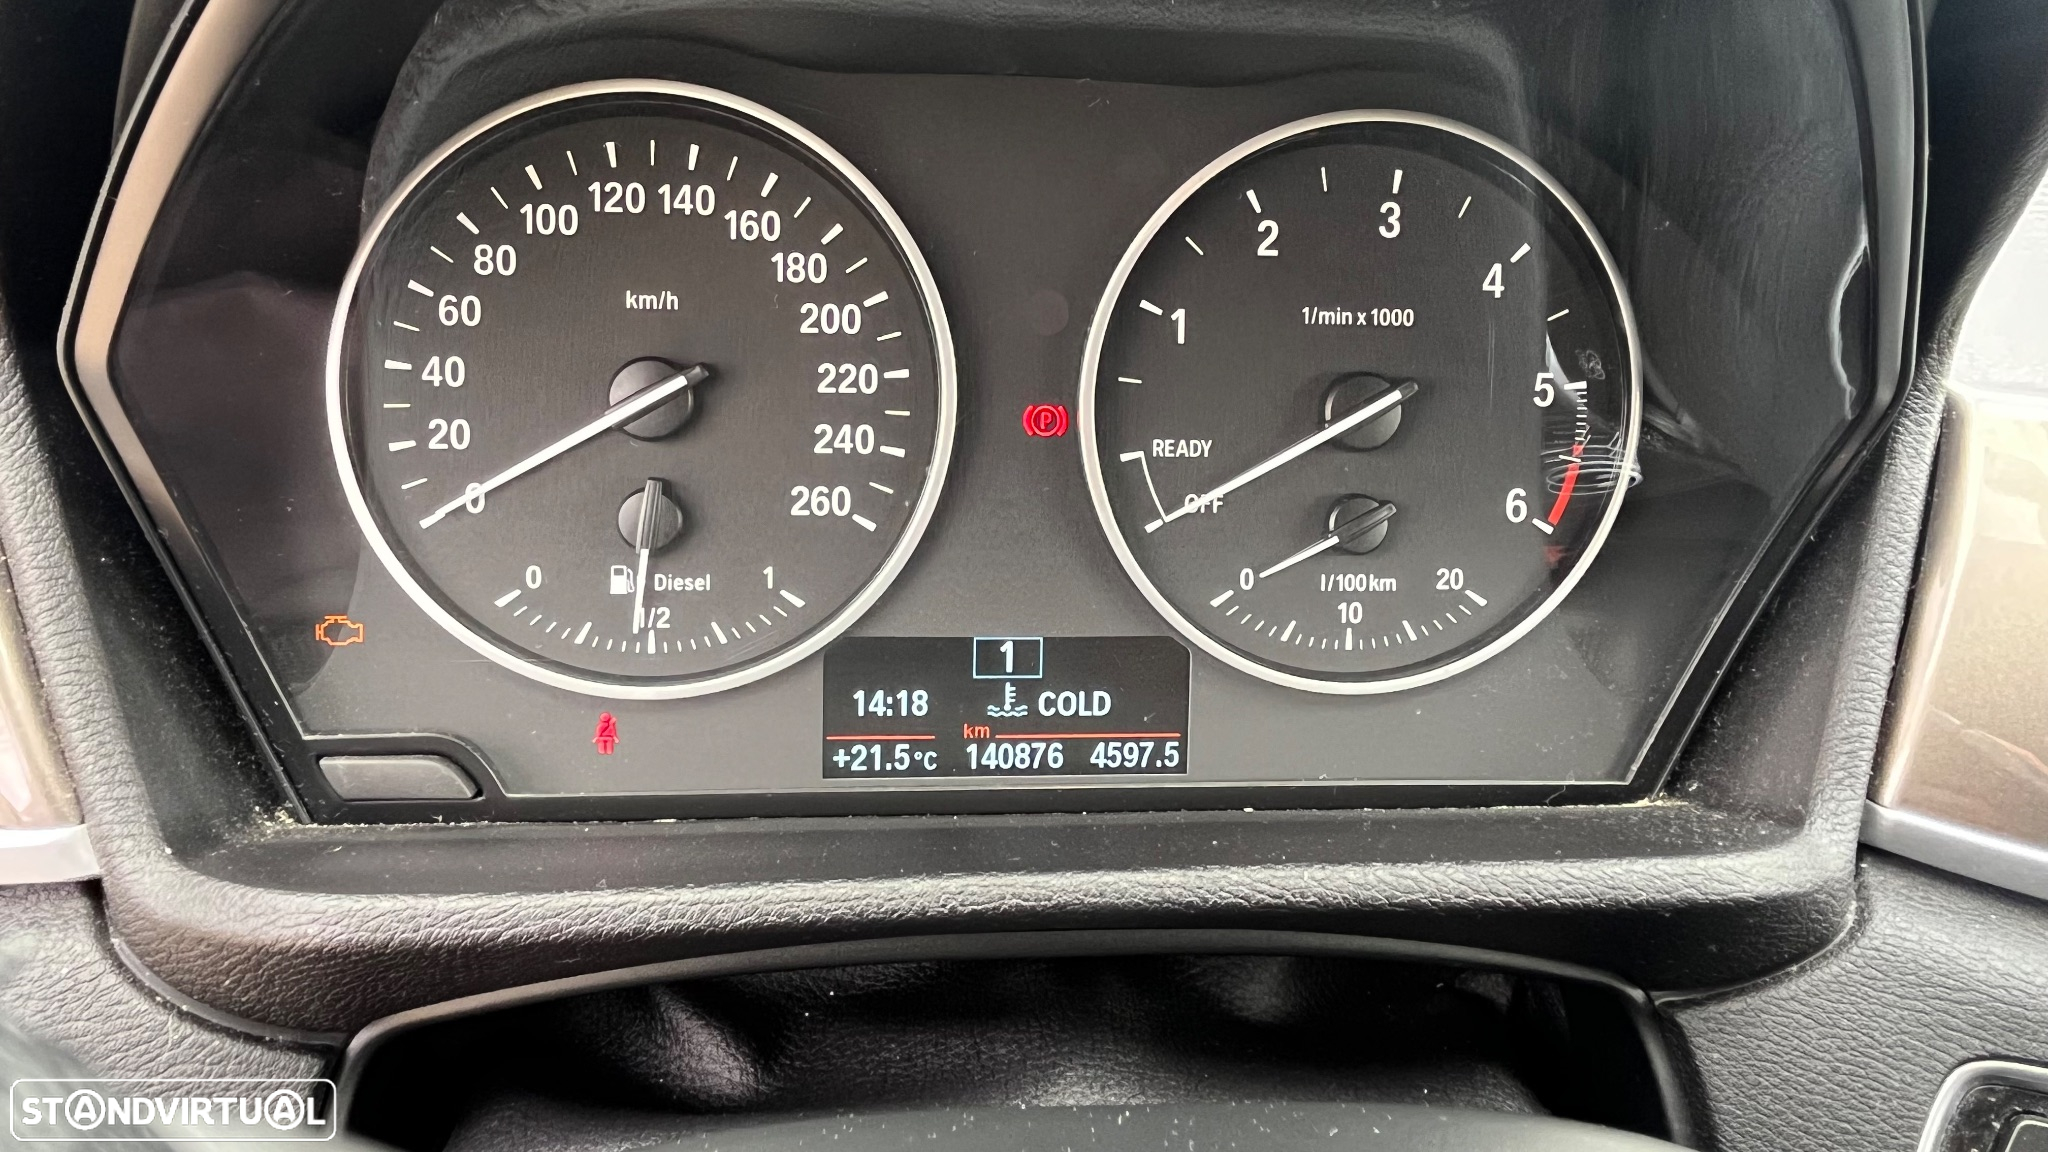 0
20
40
60
80
100
120
140
160
180
200
220
240
260
km/h
0
Diesel
1/2
1
P
1
2
3
4
5
6
1/min x 1000
READY
OFF
0
l/100km
10
20
1
14:18
COLD
km
+21.5°C 140876 4597.5
STANDVIRTUAL